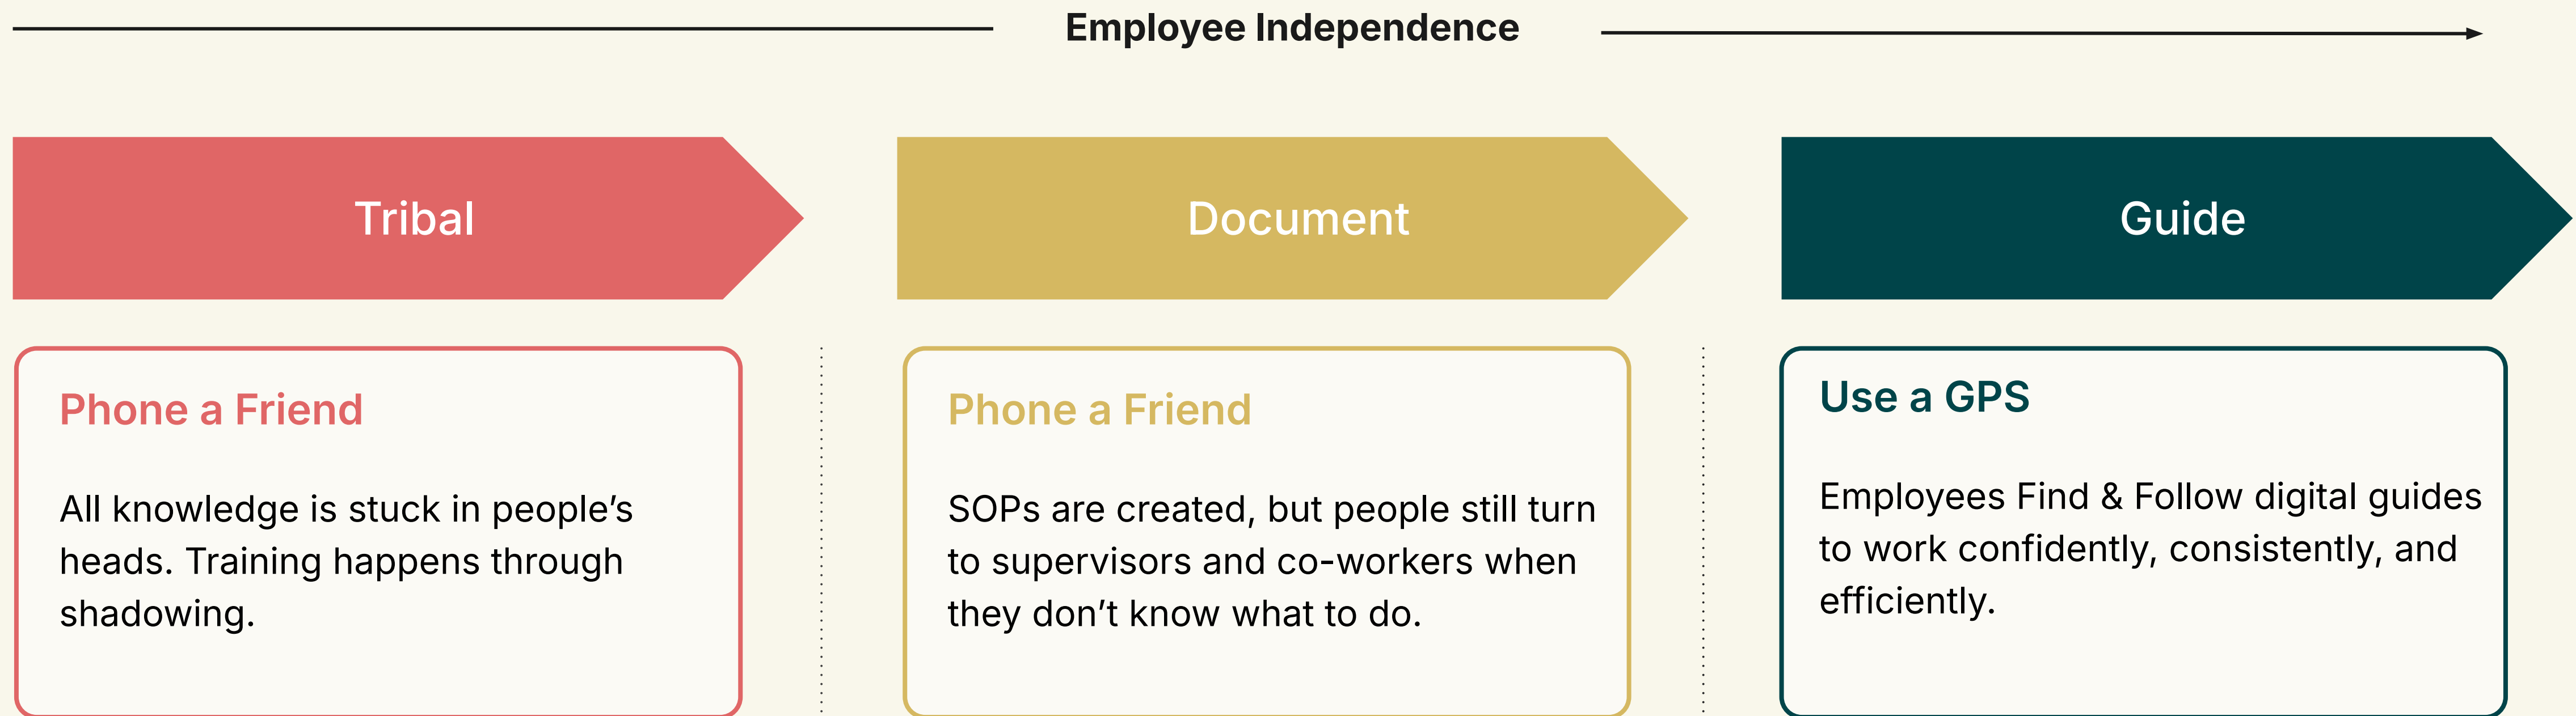 Employee Independence
Tribal
Document
Guide
Phone a Friend
All knowledge is stuck in people’s
heads. Training happens through
shadowing.
Phone a Friend
SOPs are created, but people still turn
to supervisors and co-workers when
they don’t know what to do.
Use a GPS
Employees Find & Follow digital guides
to work confidently, consistently, and
efficiently.